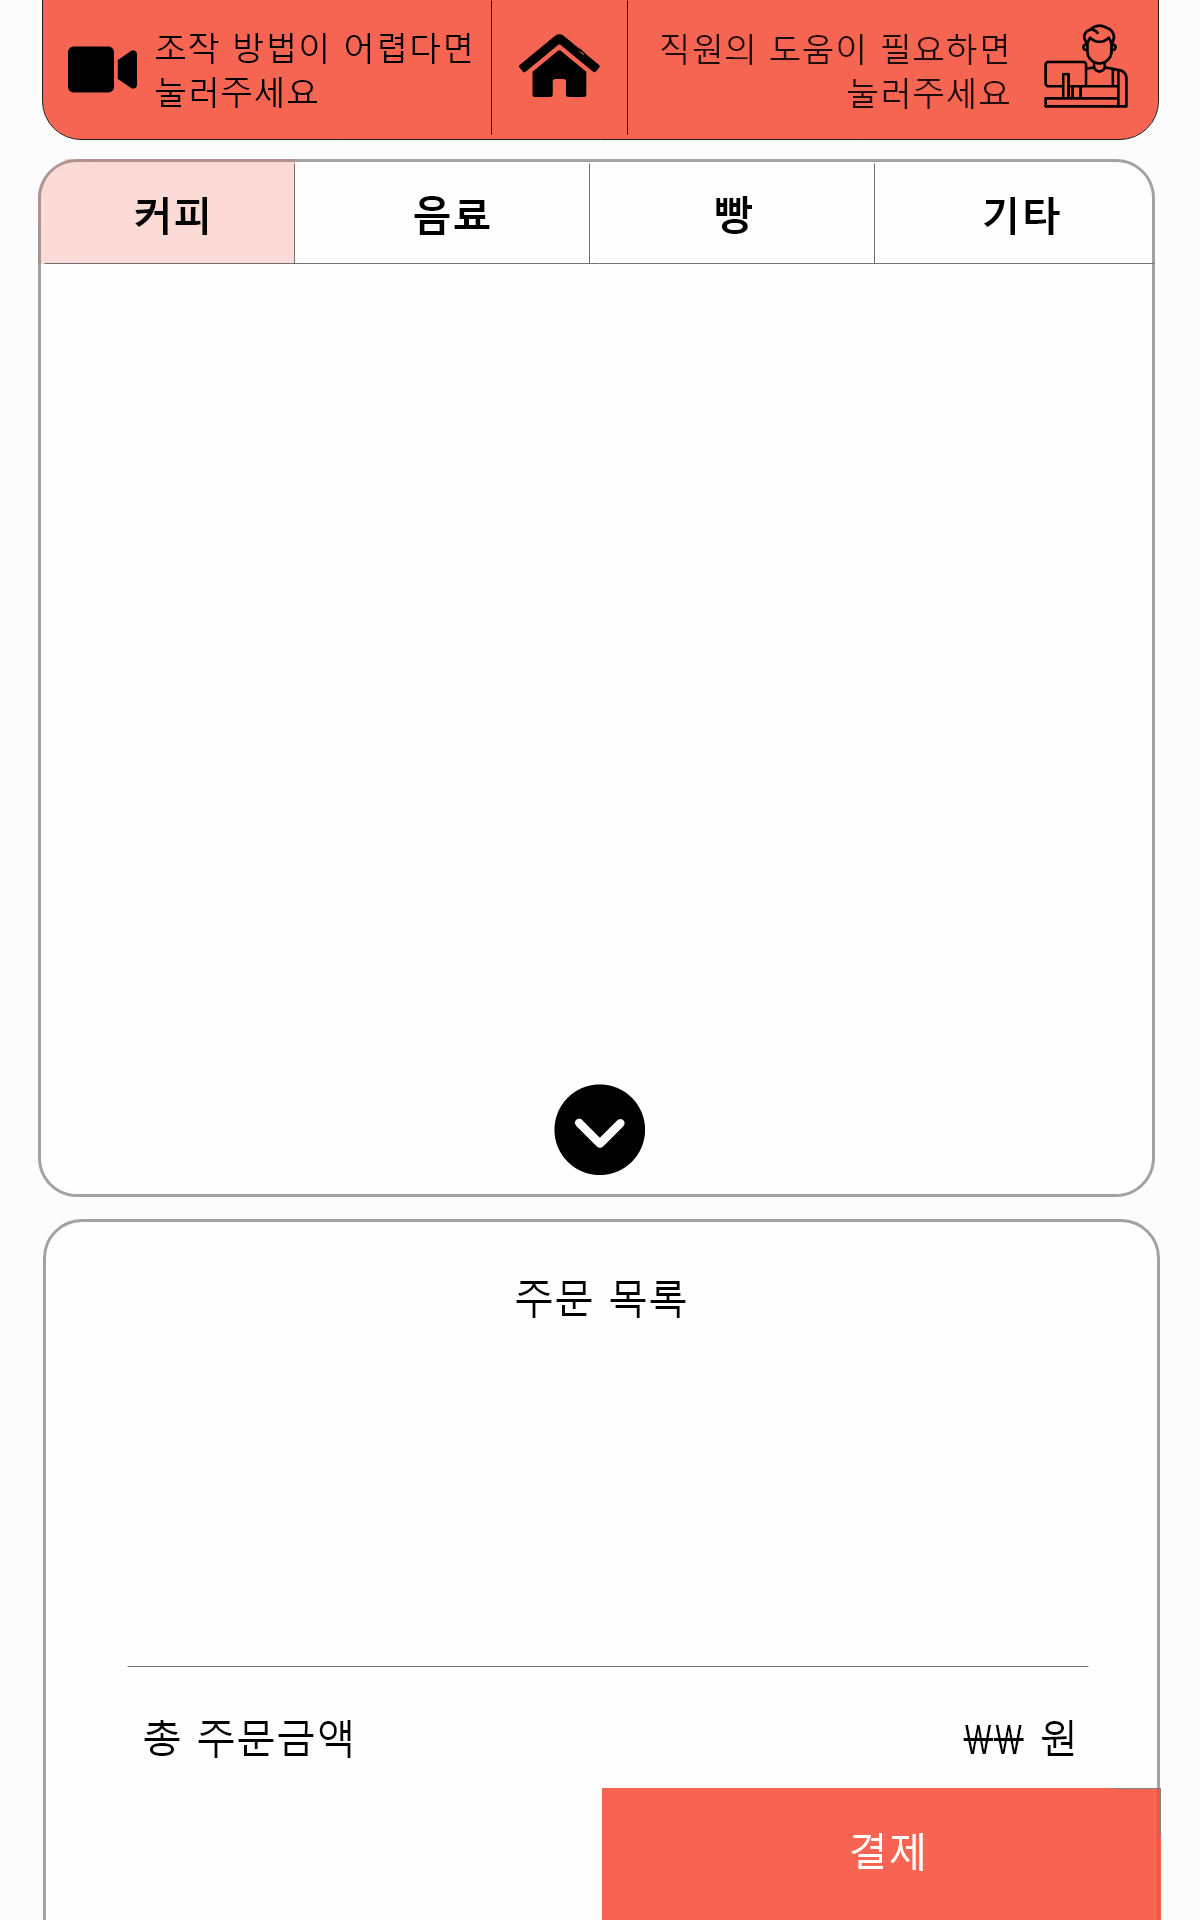 조작 방법이 어렵다면
눌러주세요
직원의 도움이 필요하면
눌러주세요
커피
음료
빵
기타
주문 목록
총 주문금액
₩₩ 원
결제